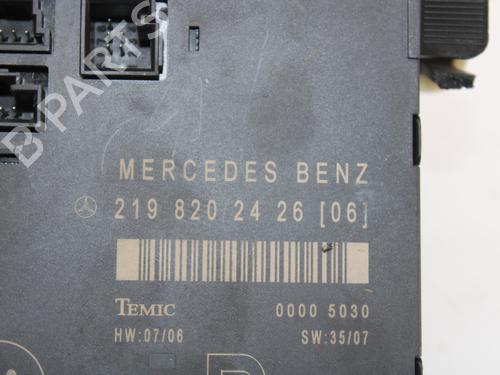 B-PARTS
MERCEDES BENZ
219 820 24 26 [06]
TEMIC 0000 5030
HW:07/06 SW:35/07